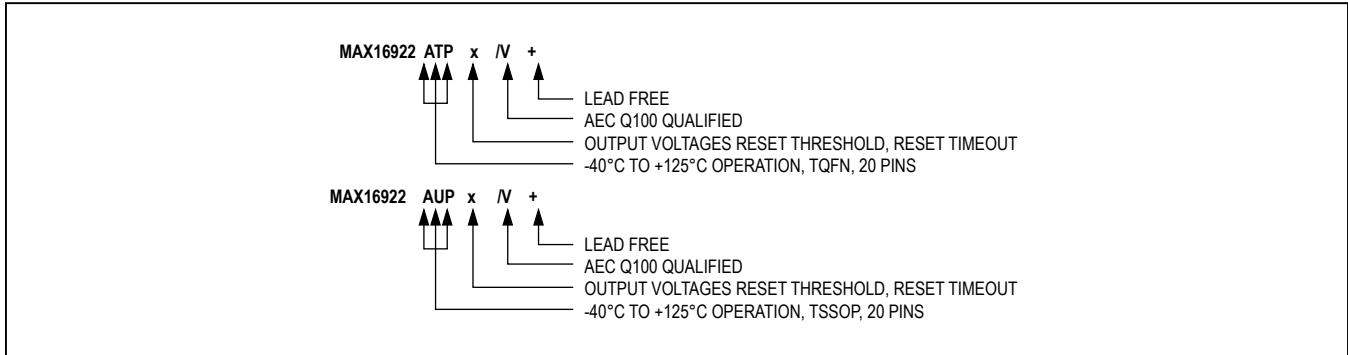 MAX16922 ATP x /V +
LEAD FREE
AEC Q100 QUALIFIED
OUTPUT VOLTAGES RESET THRESHOLD, RESET TIMEOUT
-40°C TO +125°C OPERATION, TQFN, 20 PINS
MAX16922 AUP x /V +
LEAD FREE
AEC Q100 QUALIFIED
OUTPUT VOLTAGES RESET THRESHOLD, RESET TIMEOUT
-40°C TO +125°C OPERATION, TSSOP, 20 PINS